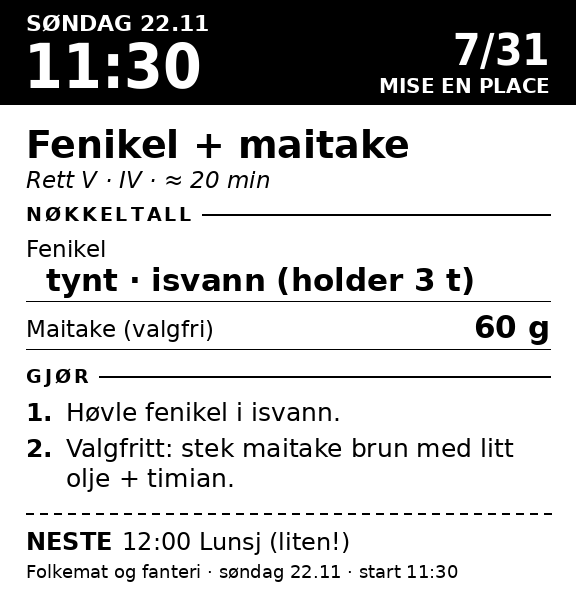 SØNDAG 22.11
11:30
7/31
MISE EN PLACE
Fenikel + maitake
Rett V · IV · ≈ 20 min
NØKKELTALL
Fenikel
tynt · isvann (holder 3 t)
Maitake (valgfri) 60 g
GJØR
1. Høvle fenikel i isvann.
2. Valgfritt: stek maitake brun med litt
olje + timian.
NESTE 12:00 Lunsj (liten!)
Folkemat og fanteri · søndag 22.11 · start 11:30